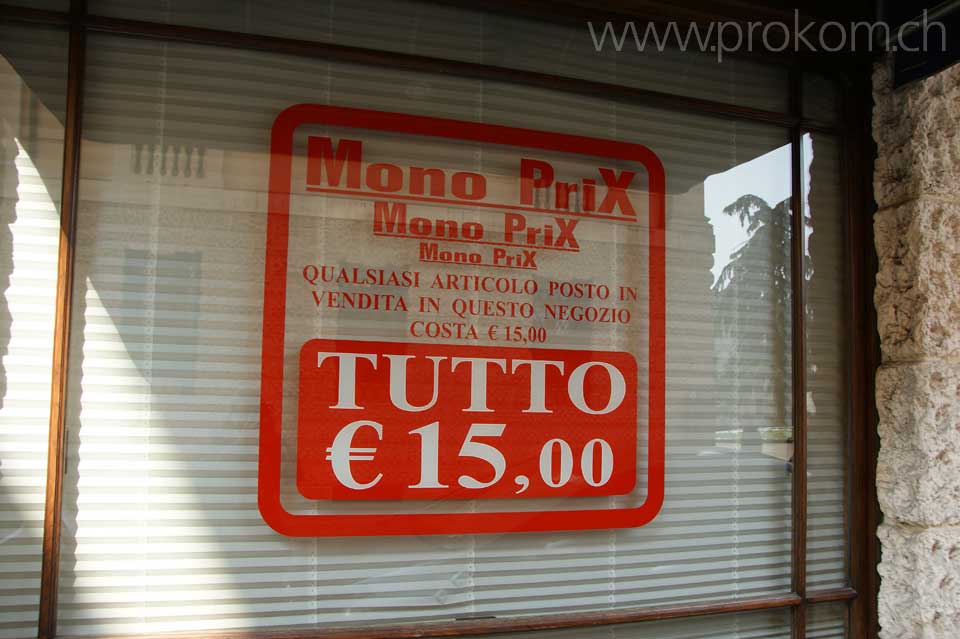 www.prokom.ch
Mono PriX
Mono PriX
Mono PriX
QUALSIASI ARTICOLO POSTO IN
VENDITA IN QUESTO NEGOZIO
COSTA € 15,00
TUTTO
€ 15,00